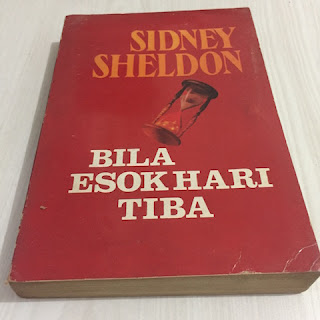 SIDNEY
SHELDON
BILA
ESOK HARI
TIBA